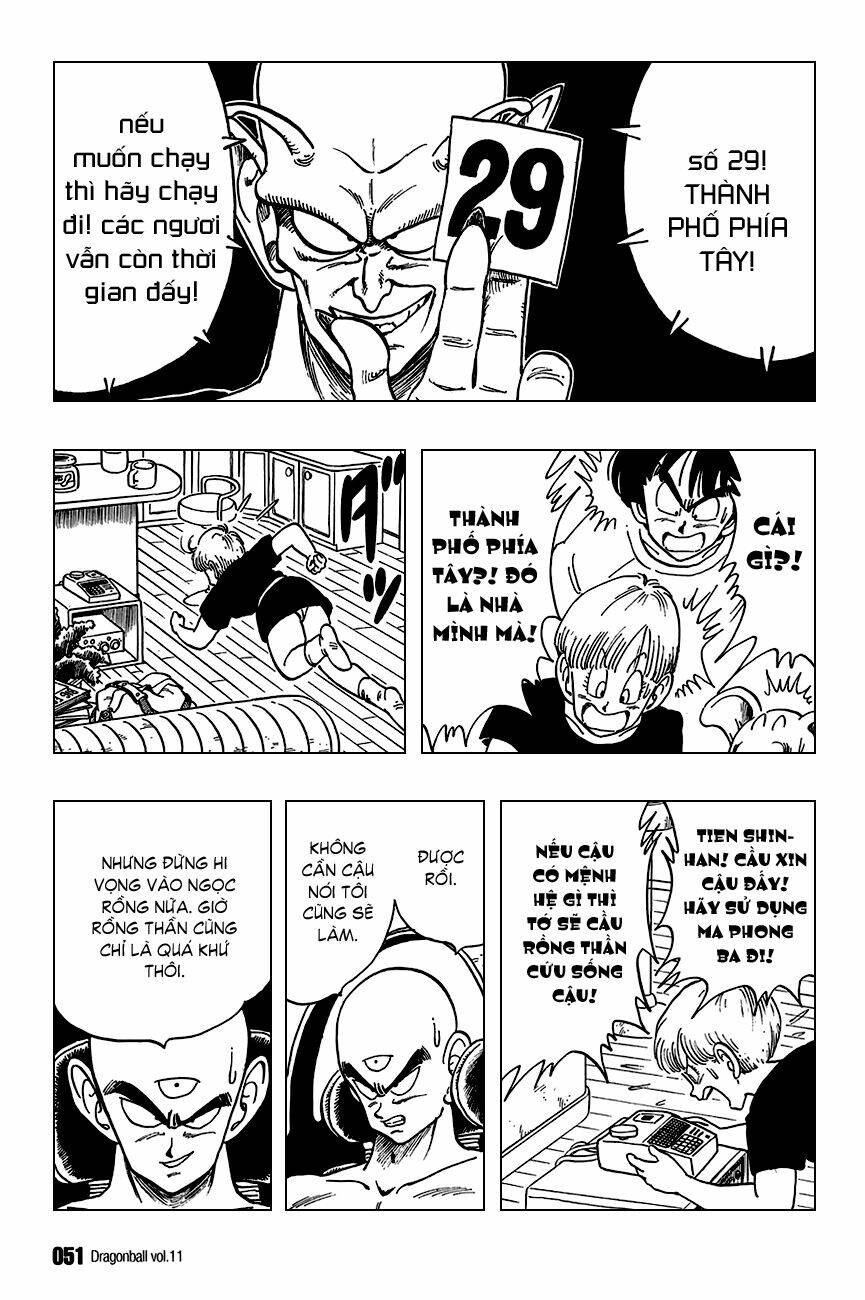 số 29!
THÀNH
PHỐ PHÍA
TÂY!
29
nếu
muốn chạy
thì hãy chạy
đi! các ngươi
vẫn còn thời
gian đấy!
CÁI
GÌ?!
THÀNH
PHỐ PHÍA
TÂY?! ĐÓ
LÀ NHÀ
MÌNH MÀ!
ダッ
TIEN SHIN-
HAN! CẦU XIN
CẬU ĐẤY!
HÃY SỬ DỤNG
MA PHONG
BA ĐI!
NẾU CẬU
CÓ MỆNH
HỆ GÌ THÌ
TỚ SẼ CẦU
RỒNG THẦN
CỨU SỐNG
CẬU!
ĐƯỢC
RỒI.
KHÔNG
CẦN CẬU
NÓI TÔI
CŨNG SẼ
LÀM.
NHƯNG ĐỪNG HI
VỌNG VÀO NGỌC
RỒNG NỮA. GIỜ
RỒNG THẦN CŨNG
CHỈ LÀ QUÁ KHỨ
THÔI.
051 Dragonball vol.11